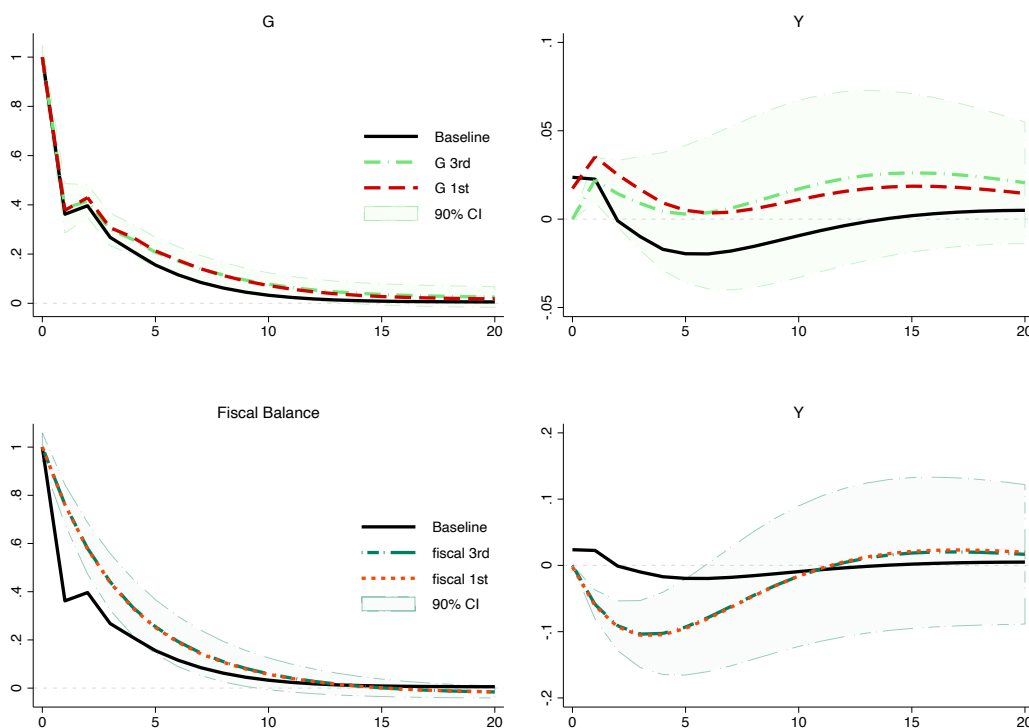 G
1
.8
.6
.4
.2
0
0 5 10 15 20
Baseline
G 3rd
G 1st
90% CI
Y
.1
.05
0
-.05
0 5 10 15 20
Fiscal Balance
1
.8
.6
.4
.2
0
0 5 10 15 20
Baseline
fiscal 3rd
fiscal 1st
90% CI
Y
.2
.1
0
-.1
-.2
0 5 10 15 20